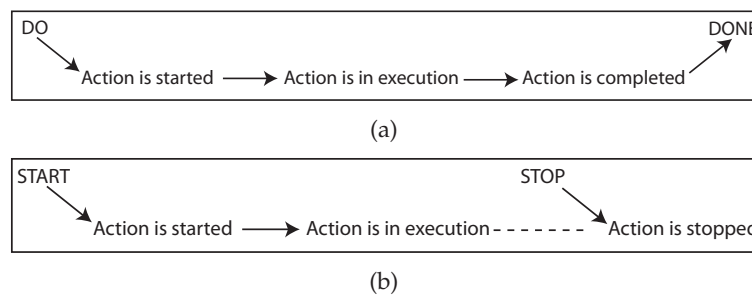 DO DONE
Action is started Action is in execution Action is completed
(a)
START STOP
Action is started Action is in execution Action is stopped
(b)